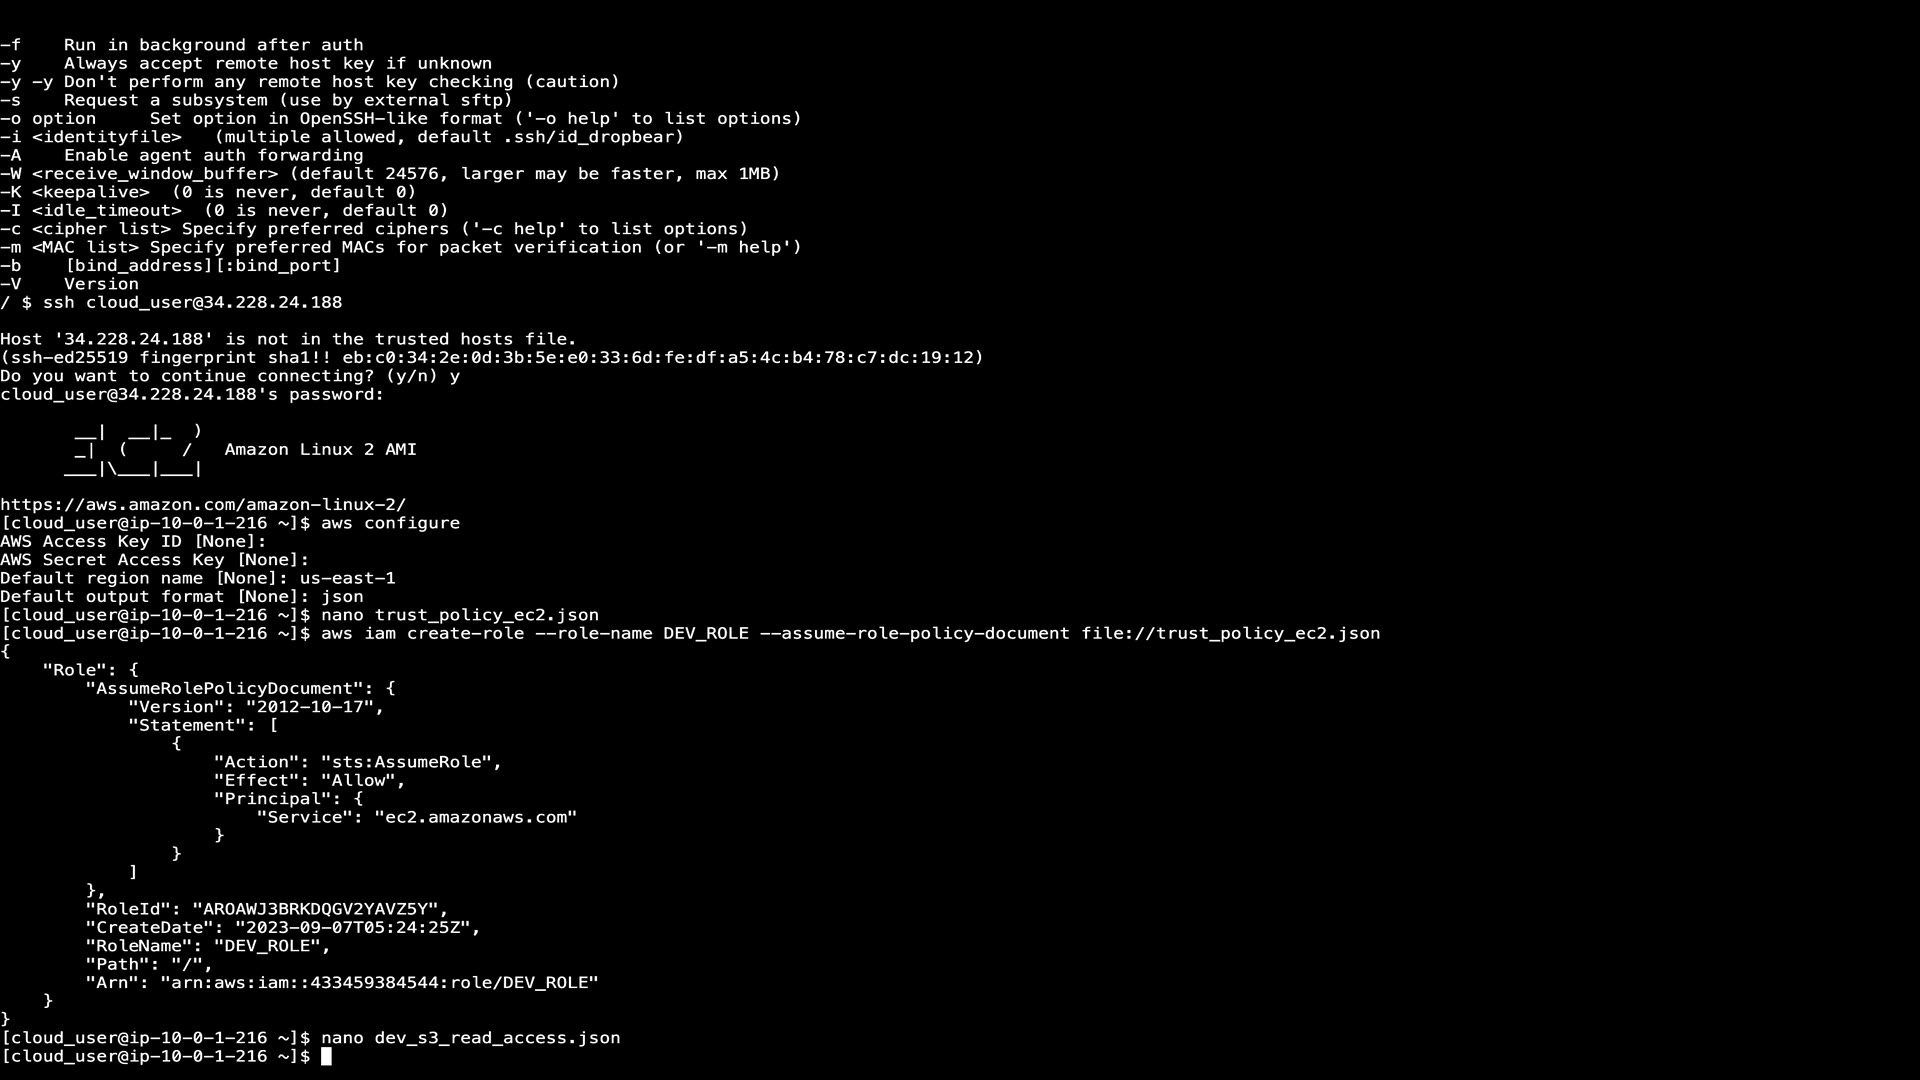 -f    Run in background after auth
-y    Always accept remote host key if unknown
-y -y Don't perform any remote host key checking (caution)
-s    Request a subsystem (use by external sftp)
-o option     Set option in OpenSSH-like format ('-o help' to list options)
-i <identityfile>   (multiple allowed, default .ssh/id_dropbear)
-A    Enable agent auth forwarding
-W <receive_window_buffer> (default 24576, larger may be faster, max 1MB)
-K <keepalive>  (0 is never, default 0)
-I <idle_timeout>  (0 is never, default 0)
-c <cipher list> Specify preferred ciphers ('-c help' to list options)
-m <MAC list> Specify preferred MACs for packet verification (or '-m help')
-b    [bind_address][:bind_port]
-V    Version
/ $ ssh cloud_user@34.228.24.188
Host '34.228.24.188' is not in the trusted hosts file.
(ssh-ed25519 fingerprint sha1!! eb:c0:34:2e:0d:3b:5e:e0:33:6d:fe:df:a5:4c:b4:78:c7:dc:19:12)
Do you want to continue connecting? (y/n) y
cloud_user@34.228.24.188's password:
       __|  __|_  )
       _|  (     /   Amazon Linux 2 AMI
      ___|\___|___|
https://aws.amazon.com/amazon-linux-2/
[cloud_user@ip-10-0-1-216 ~]$ aws configure
AWS Access Key ID [None]:
AWS Secret Access Key [None]:
Default region name [None]: us-east-1
Default output format [None]: json
[cloud_user@ip-10-0-1-216 ~]$ nano trust_policy_ec2.json
[cloud_user@ip-10-0-1-216 ~]$ aws iam create-role --role-name DEV_ROLE --assume-role-policy-document file://trust_policy_ec2.json
{
    "Role": {
        "AssumeRolePolicyDocument": {
            "Version": "2012-10-17",
            "Statement": [
                {
                    "Action": "sts:AssumeRole",
                    "Effect": "Allow",
                    "Principal": {
                        "Service": "ec2.amazonaws.com"
                    }
                }
            ]
        },
        "RoleId": "AROAWJ3BRKDQGV2YAVZ5Y",
        "CreateDate": "2023-09-07T05:24:25Z",
        "RoleName": "DEV_ROLE",
        "Path": "/",
        "Arn": "arn:aws:iam::433459384544:role/DEV_ROLE"
    }
}
[cloud_user@ip-10-0-1-216 ~]$ nano dev_s3_read_access.json
[cloud_user@ip-10-0-1-216 ~]$